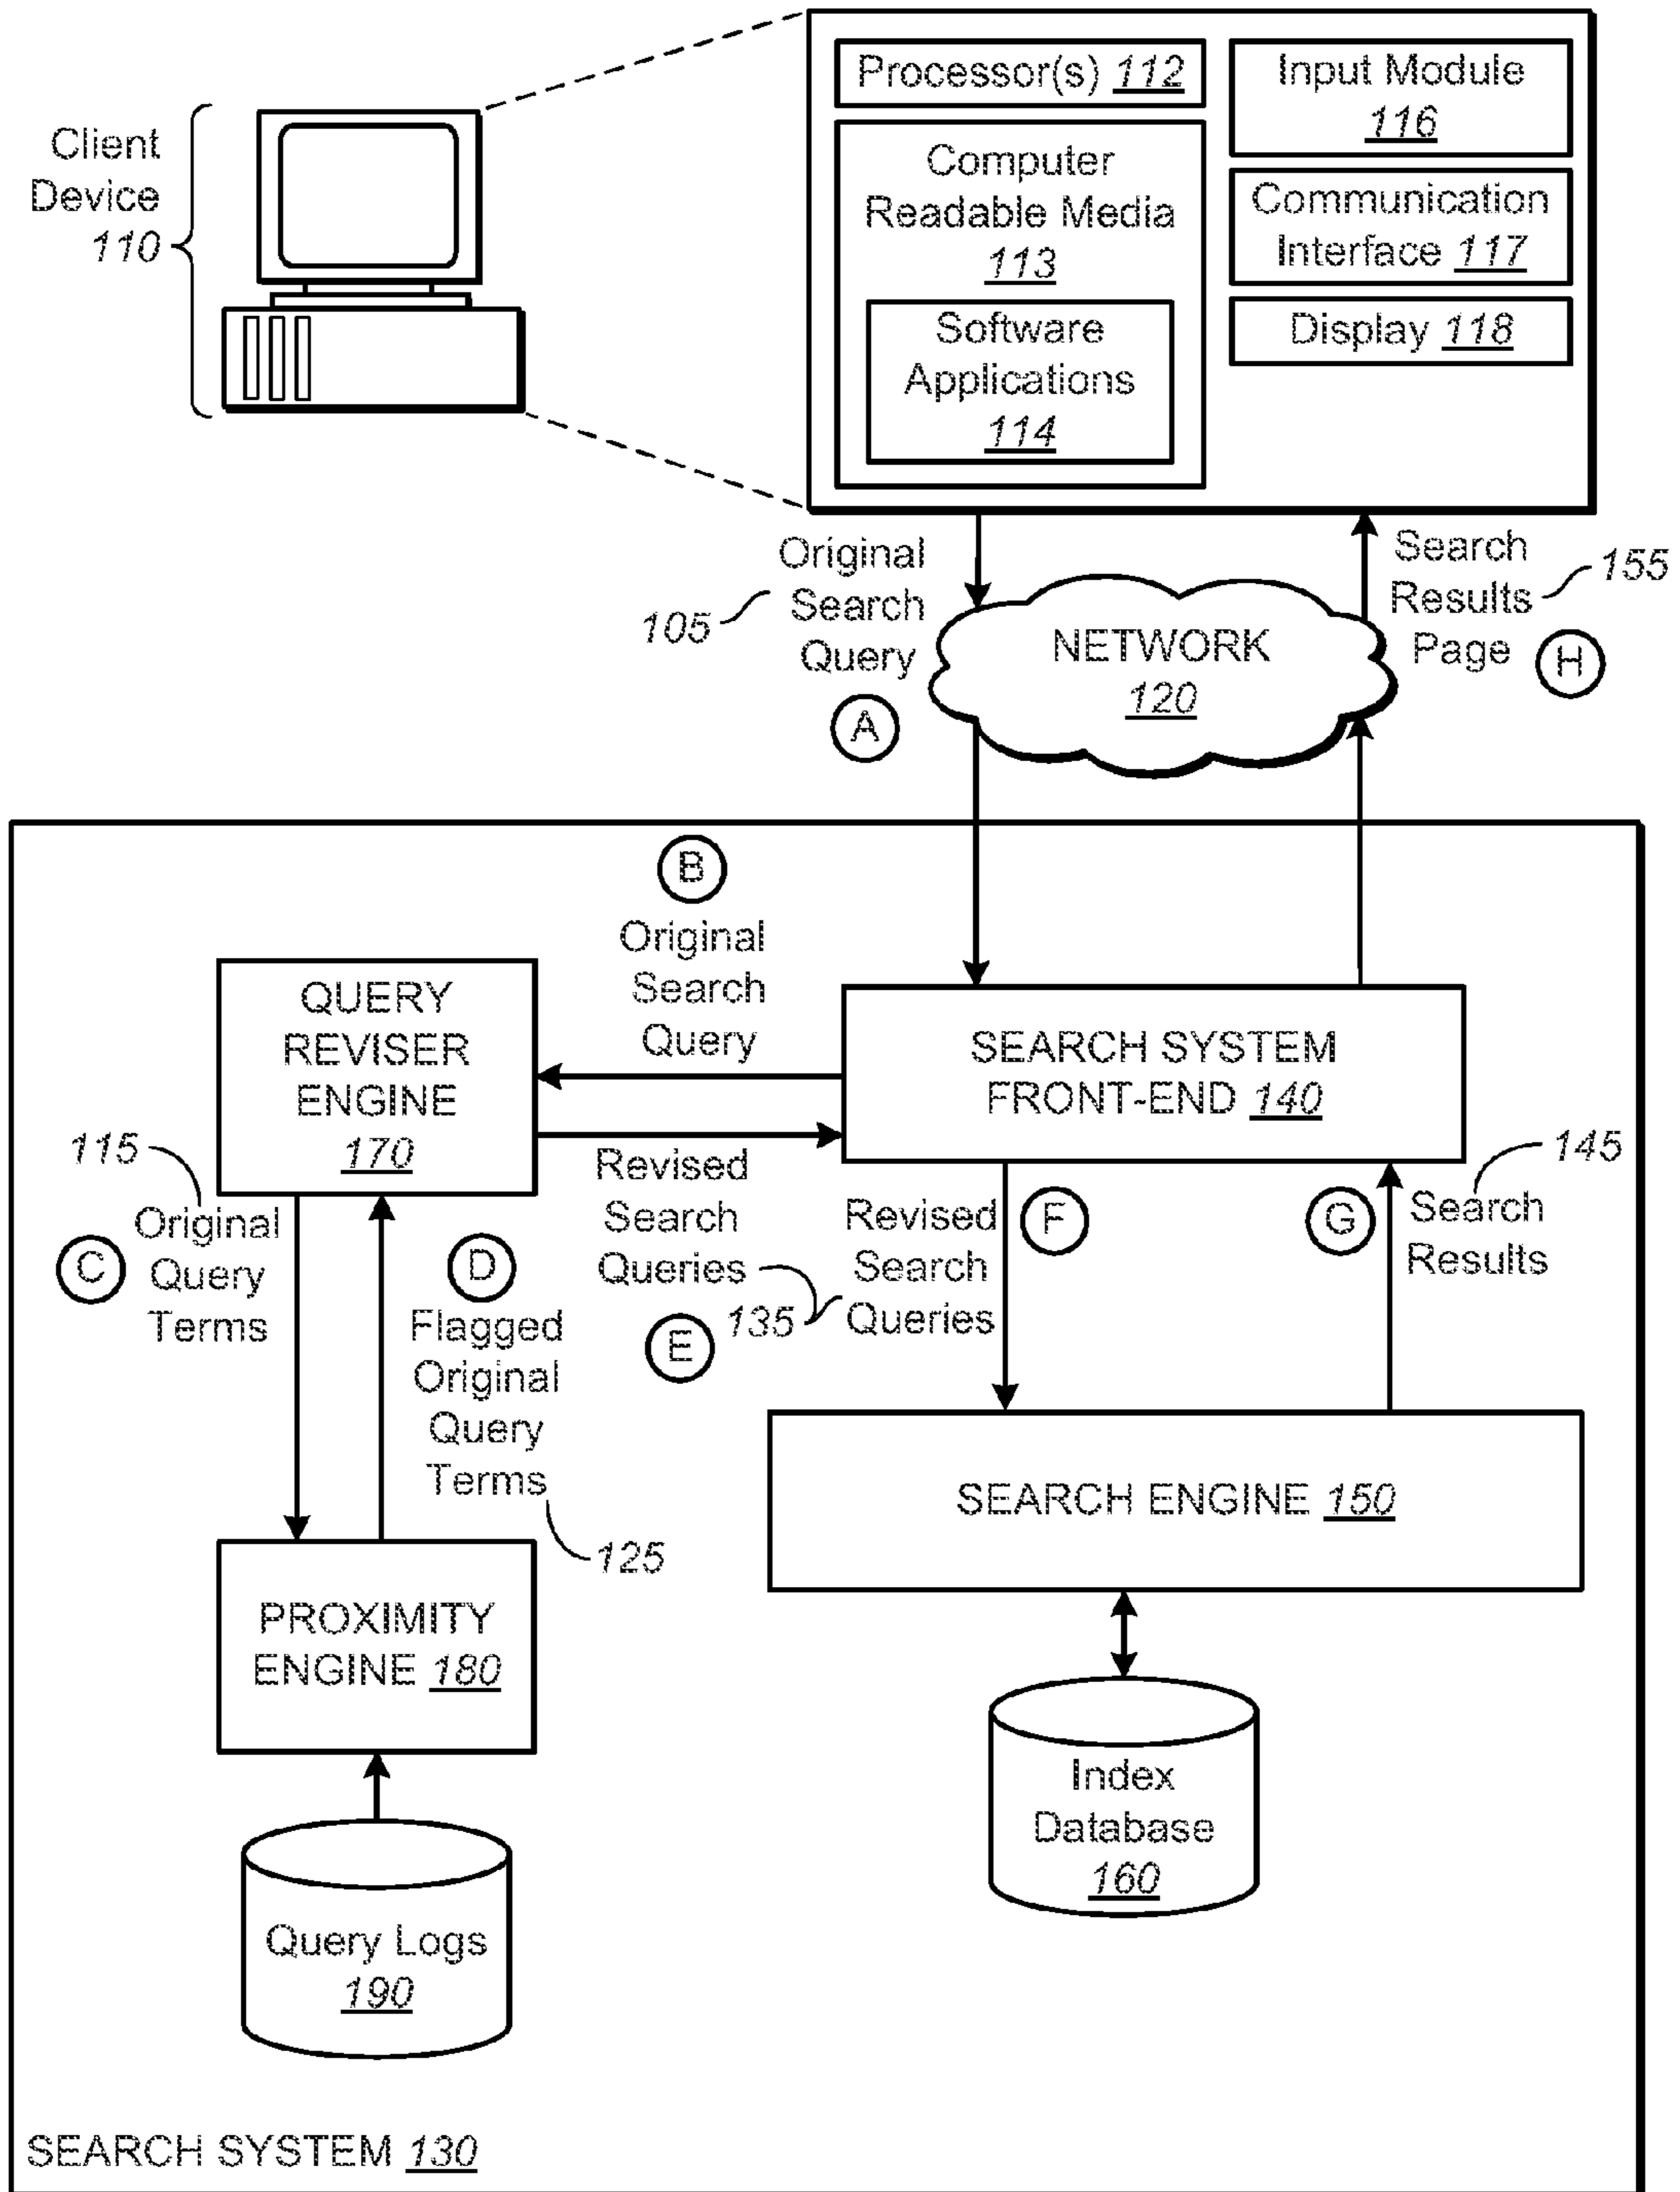 Client
Device
110
Processor(s) 112
Computer
Readable Media
113
Software
Applications
114
Input Module
116
Communication
Interface 117
Display 118
Original
Search
Query
105
A
NETWORK
120
Search
Results
Page
155
H
B
Original
Search
Query
QUERY
REVISER
ENGINE
170
SEARCH SYSTEM
FRONT-END 140
115
Original
Query
Terms
C
D
Flagged
Original
Query
Terms
125
Revised
Search
Queries
135
E
Revised
Search
Queries
F
G
145
Search
Results
SEARCH ENGINE 150
PROXIMITY
ENGINE 180
Index
Database
160
Query Logs
190
SEARCH SYSTEM 130